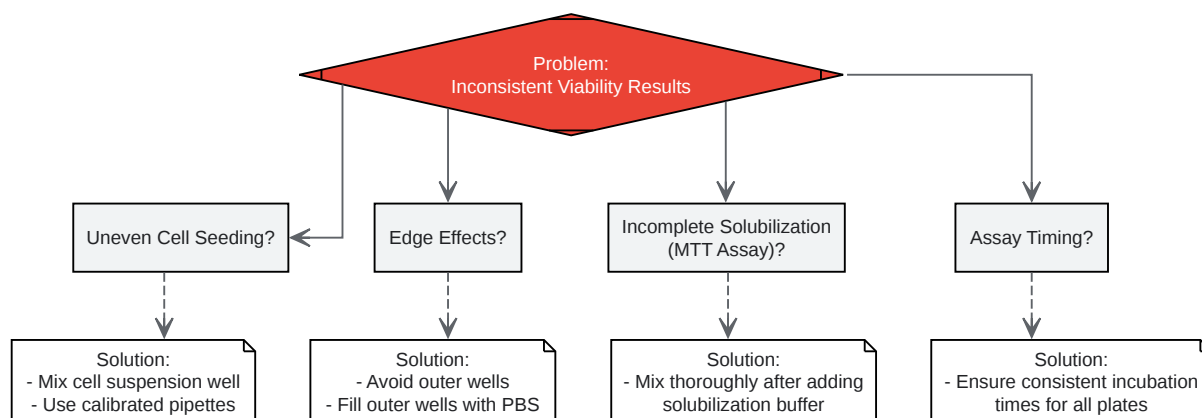 Problem:
Inconsistent Viability Results
Uneven Cell Seeding?
Edge Effects?
Incomplete Solubilization
(MTT Assay)?
Assay Timing?
Solution:
- Mix cell suspension well
- Use calibrated pipettes
Solution:
- Avoid outer wells
- Fill outer wells with PBS
Solution:
- Mix thoroughly after adding
solubilization buffer
Solution:
- Ensure consistent incubation
times for all plates